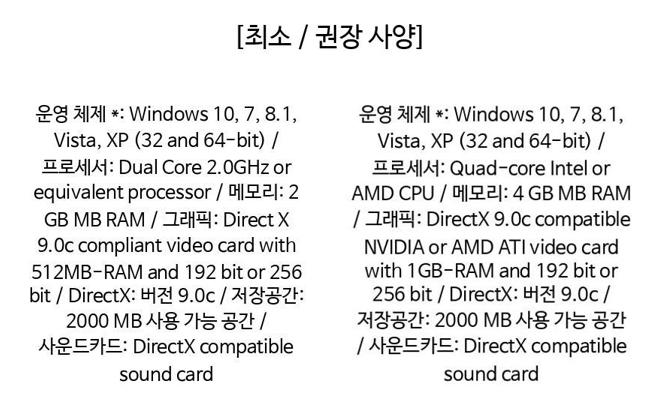 [최소 / 권장 사양]
운영 체제 *: Windows 10, 7, 8.1,
Vista, XP (32 and 64-bit) /
프로세서: Dual Core 2.0GHz or
equivalent processor / 메모리: 2
GB MB RAM / 그래픽: Direct X
9.0c compliant video card with
512MB-RAM and 192 bit or 256
bit / DirectX: 버전 9.0c / 저장공간:
2000 MB 사용 가능 공간 /
사운드카드: DirectX compatible
sound card
운영 체제 *: Windows 10, 7, 8.1,
Vista, XP (32 and 64-bit) /
프로세서: Quad-core Intel or
AMD CPU / 메모리: 4 GB MB RAM
/ 그래픽: DirectX 9.0c compatible
NVIDIA or AMD ATI video card
with 1GB-RAM and 192 bit or
256 bit / DirectX: 버전 9.0c /
저장공간: 2000 MB 사용 가능 공간
/ 사운드카드: DirectX compatible
sound card